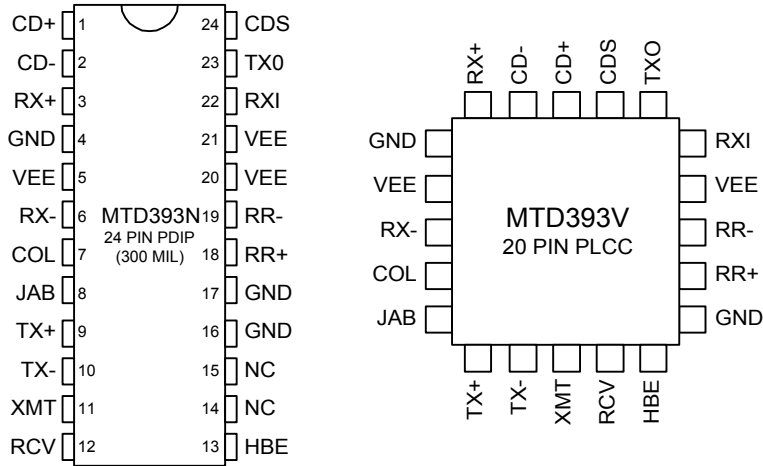 CD+ 1 24 CDS
CD- 2 23 TX0
RX+ 3 22 RXI
GND 4 21 VEE
VEE 5 20 VEE
RX- 6 MTD393N 19 RR-
24 PIN PDIP
COL 7 18 RR+
(300 MIL)
JAB 8 17 GND
TX+ 9 16 GND
TX- 10 15 NC
XMT 11 14 NC
RCV 12 13 HBE
RX+ CD- CD+ CDS TXO
GND RXI
VEE VEE
MTD393V
RX- RR-
20 PIN PLCC
COL RR+
JAB GND
TX+ TX- XMT RCV HBE